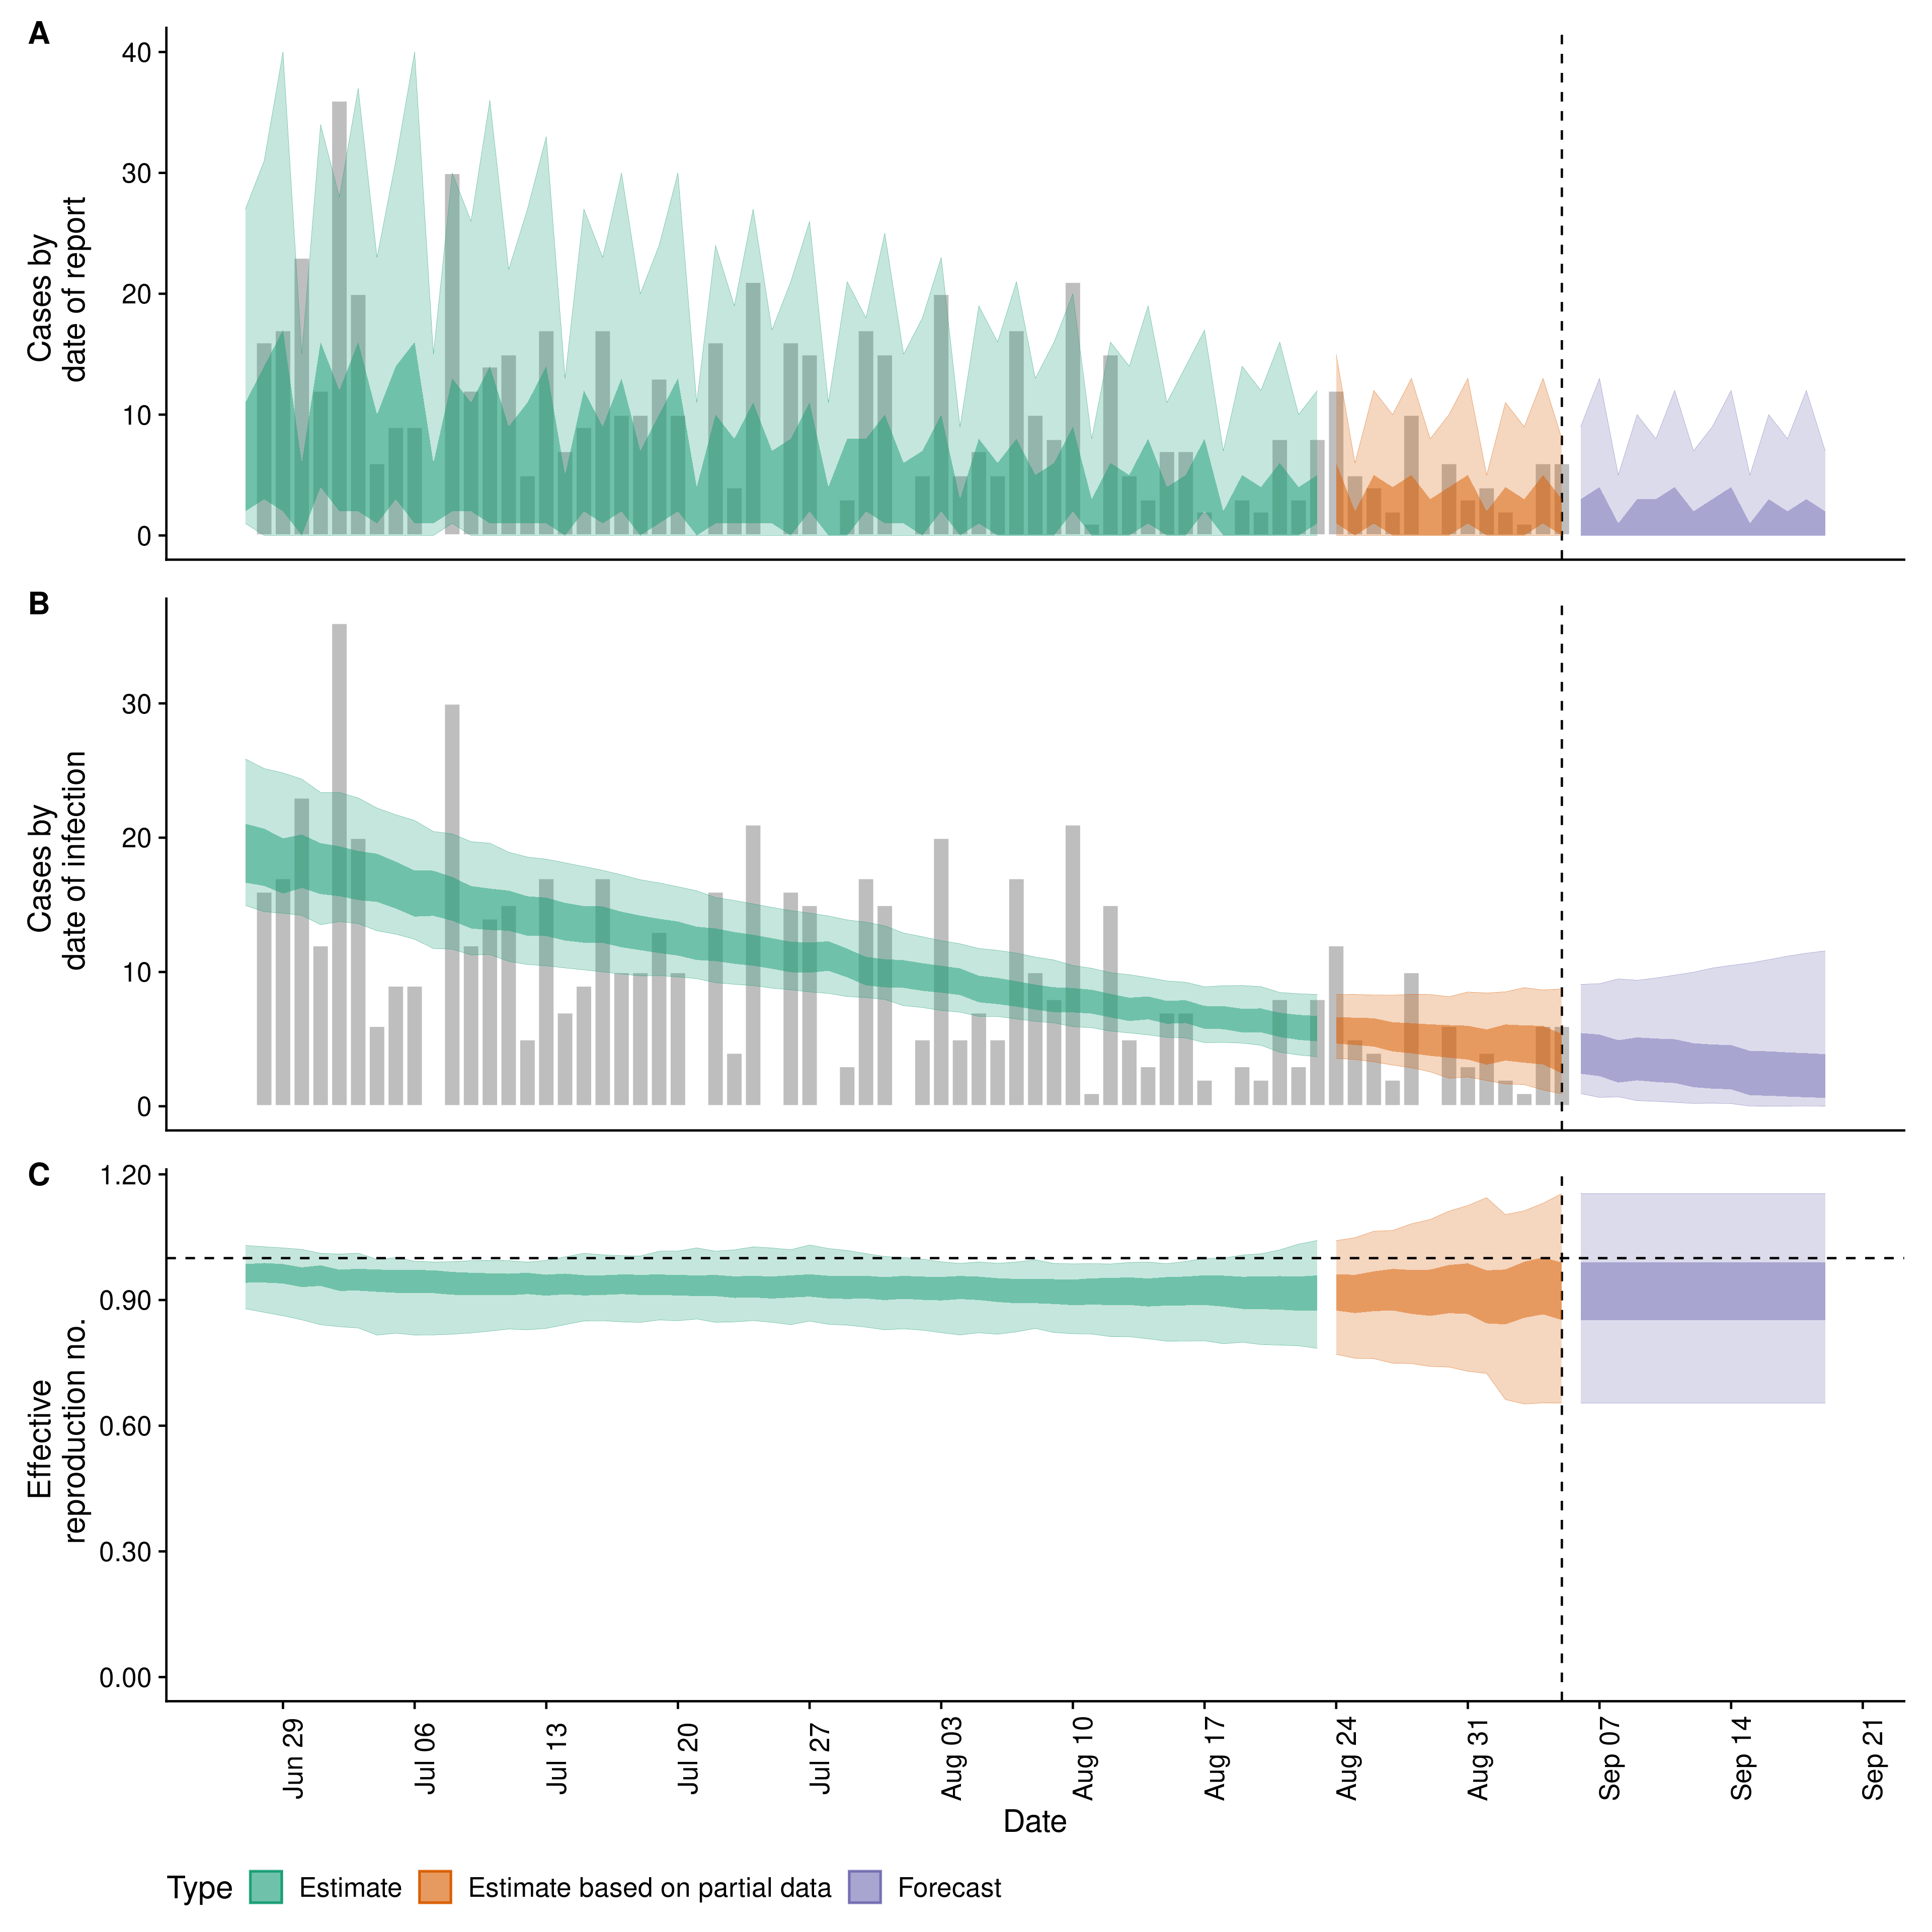 A
Cases by
date of report
40
30
20
10
0
B
Cases by
date of infection
30
20
10
0
C
Effective
reproduction no.
1.20
0.90
0.60
0.30
0.00
Jun 29
Jul 06
Jul 13
Jul 20
Jul 27
Aug 03
Aug 10
Aug 17
Aug 24
Aug 31
Sep 07
Sep 14
Sep 21
Date
Type Estimate Estimate based on partial data Forecast